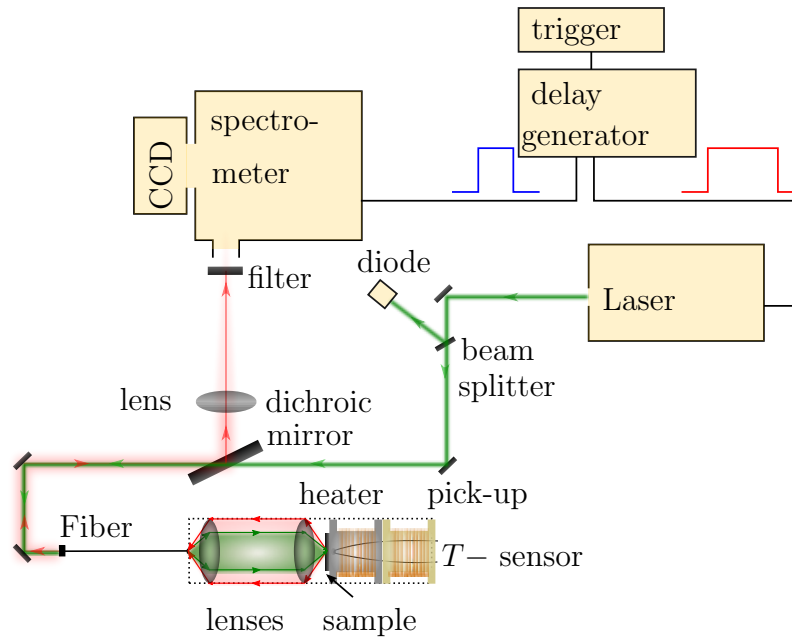 trigger
delay
generator
spectro-
meter
CCD
filter
diode
Laser
beam
splitter
lens
dichroic
mirror
heater
pick-up
Fiber
T− sensor
lenses
sample